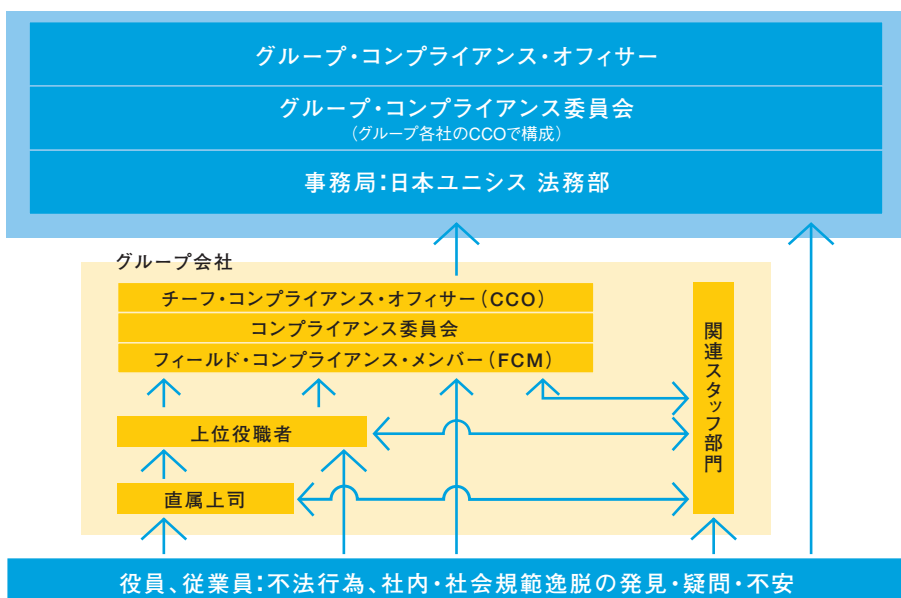 グループ・コンプライアンス・オフィサー
グループ・コンプライアンス委員会
(グループ各社のCCOで構成)
事務局:日本ユニシス 法務部
グループ会社
チーフ・コンプライアンス・オフィサー(CCO)
コンプライアンス委員会
フィールド・コンプライアンス・メンバー(FCM)
関連スタッフ部門
上位役職者
直属上司
役員、従業員:不法行為、社内・社会規範逸脱の発見・疑問・不安